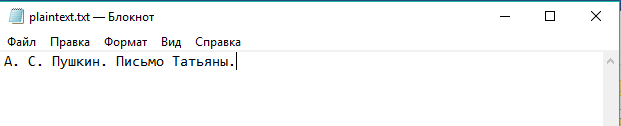 plaintext.txt — Блокнот
Файл Правка Формат Вид Справка
А. С. Пушкин. Письмо Татьяны.